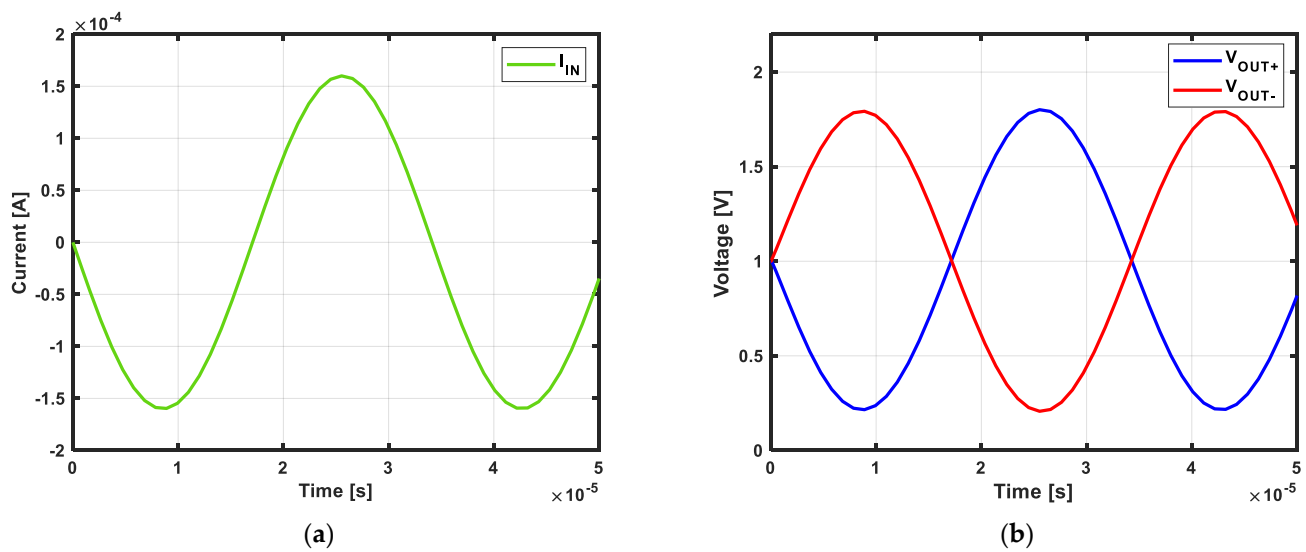 ×10⁻⁴
I_IN
2
1.5
1
0.5
0
-0.5
-1
-1.5
-2
Current [A]
0 1 2 3 4 5
Time [s]
×10⁻⁵
(a)
V_OUT+
V_OUT-
2
1.5
1
0.5
0
Voltage [V]
0 1 2 3 4 5
Time [s]
×10⁻⁵
(b)